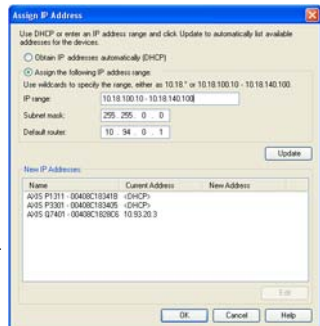 Assign IP Address
Use DHCP or enter an IP address range and click Update to automatically list available
addresses for the devices.
Obtain IP addresses automatically (DHCP)
Assign the following IP address range:
Use wildcards to specify the range, either as 10.18.* or 10.18.100.10 - 10.18.140.100.
IP range: 10.18.100.10 - 10.18.140.100
Subnet mask: 255 . 255 . 0 . 0
Default router: 10 . 94 . 0 . 1
Update
New IP Addresses:
Name Current Address New Address
AXIS P1311 - 00408C183418 <DHCP>
AXIS P3301 - 00408C183405 <DHCP>
AXIS Q7401 - 00408C1828C6 10.93.20.3
Edit
OK Cancel Help